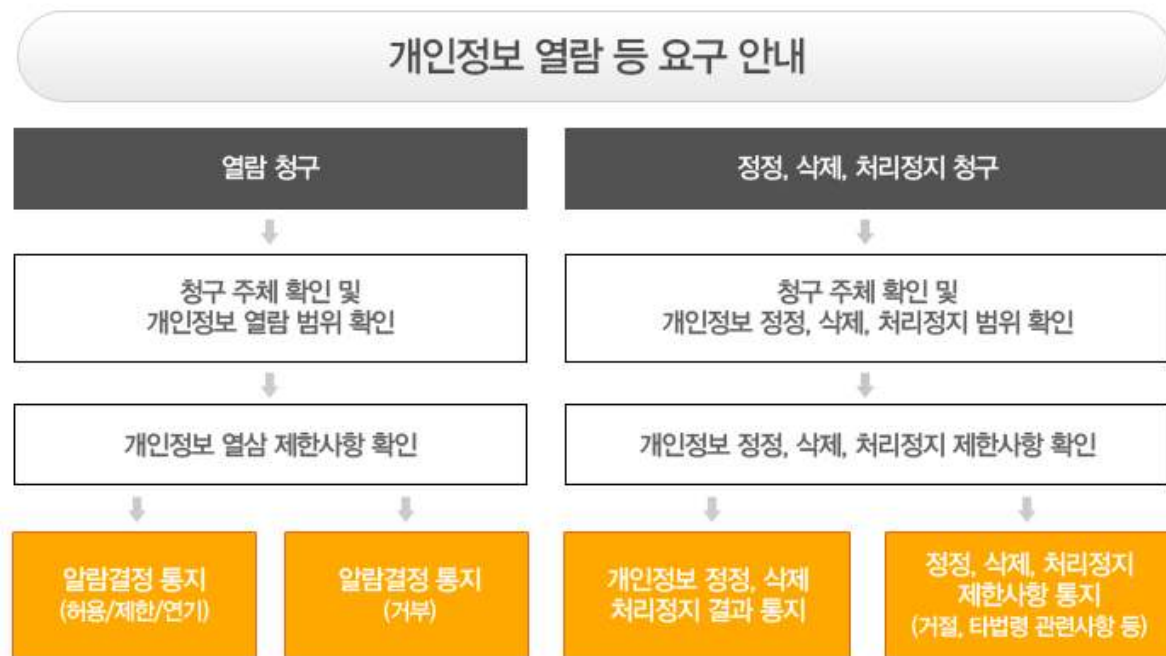 개인정보 열람 등 요구 안내
열람 청구
청구 주체 확인 및
개인정보 열람 범위 확인
개인정보 열삼 제한사항 확인
알람결정 통지
(허용/제한/연기)
알람결정 통지
(거부)
정정, 삭제, 처리정지 청구
청구 주체 확인 및
개인정보 정정, 삭제, 처리정지 범위 확인
개인정보 정정, 삭제, 처리정지 제한사항 확인
개인정보 정정, 삭제
처리정지 결과 통지
정정, 삭제, 처리정지
제한사항 통지
(거절, 타법령 관련사항 등)